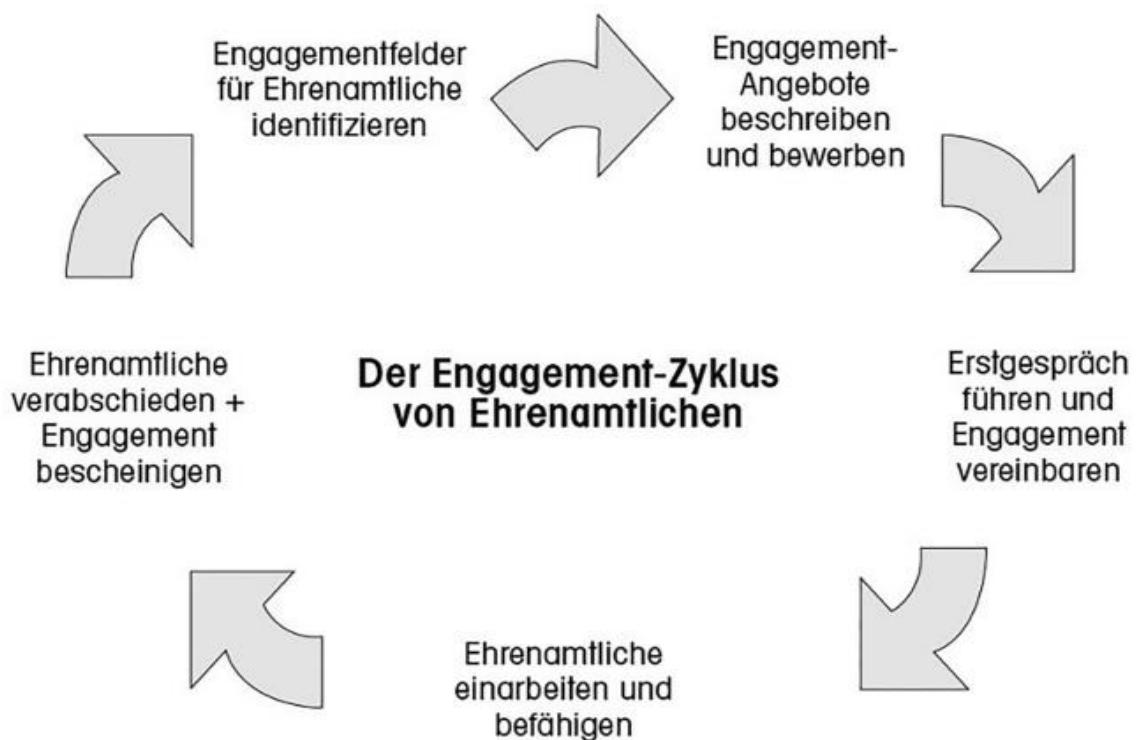 Engagementfelder
für Ehrenamtliche
identifizieren
Engagement-
Angebote
beschreiben
und bewerben
Erstgespräch
führen und
Engagement
vereinbaren
Ehrenamtliche
einarbeiten und
befähigen
Ehrenamtliche
verabschieden +
Engagement
bescheinigen
Der Engagement-Zyklus
von Ehrenamtlichen